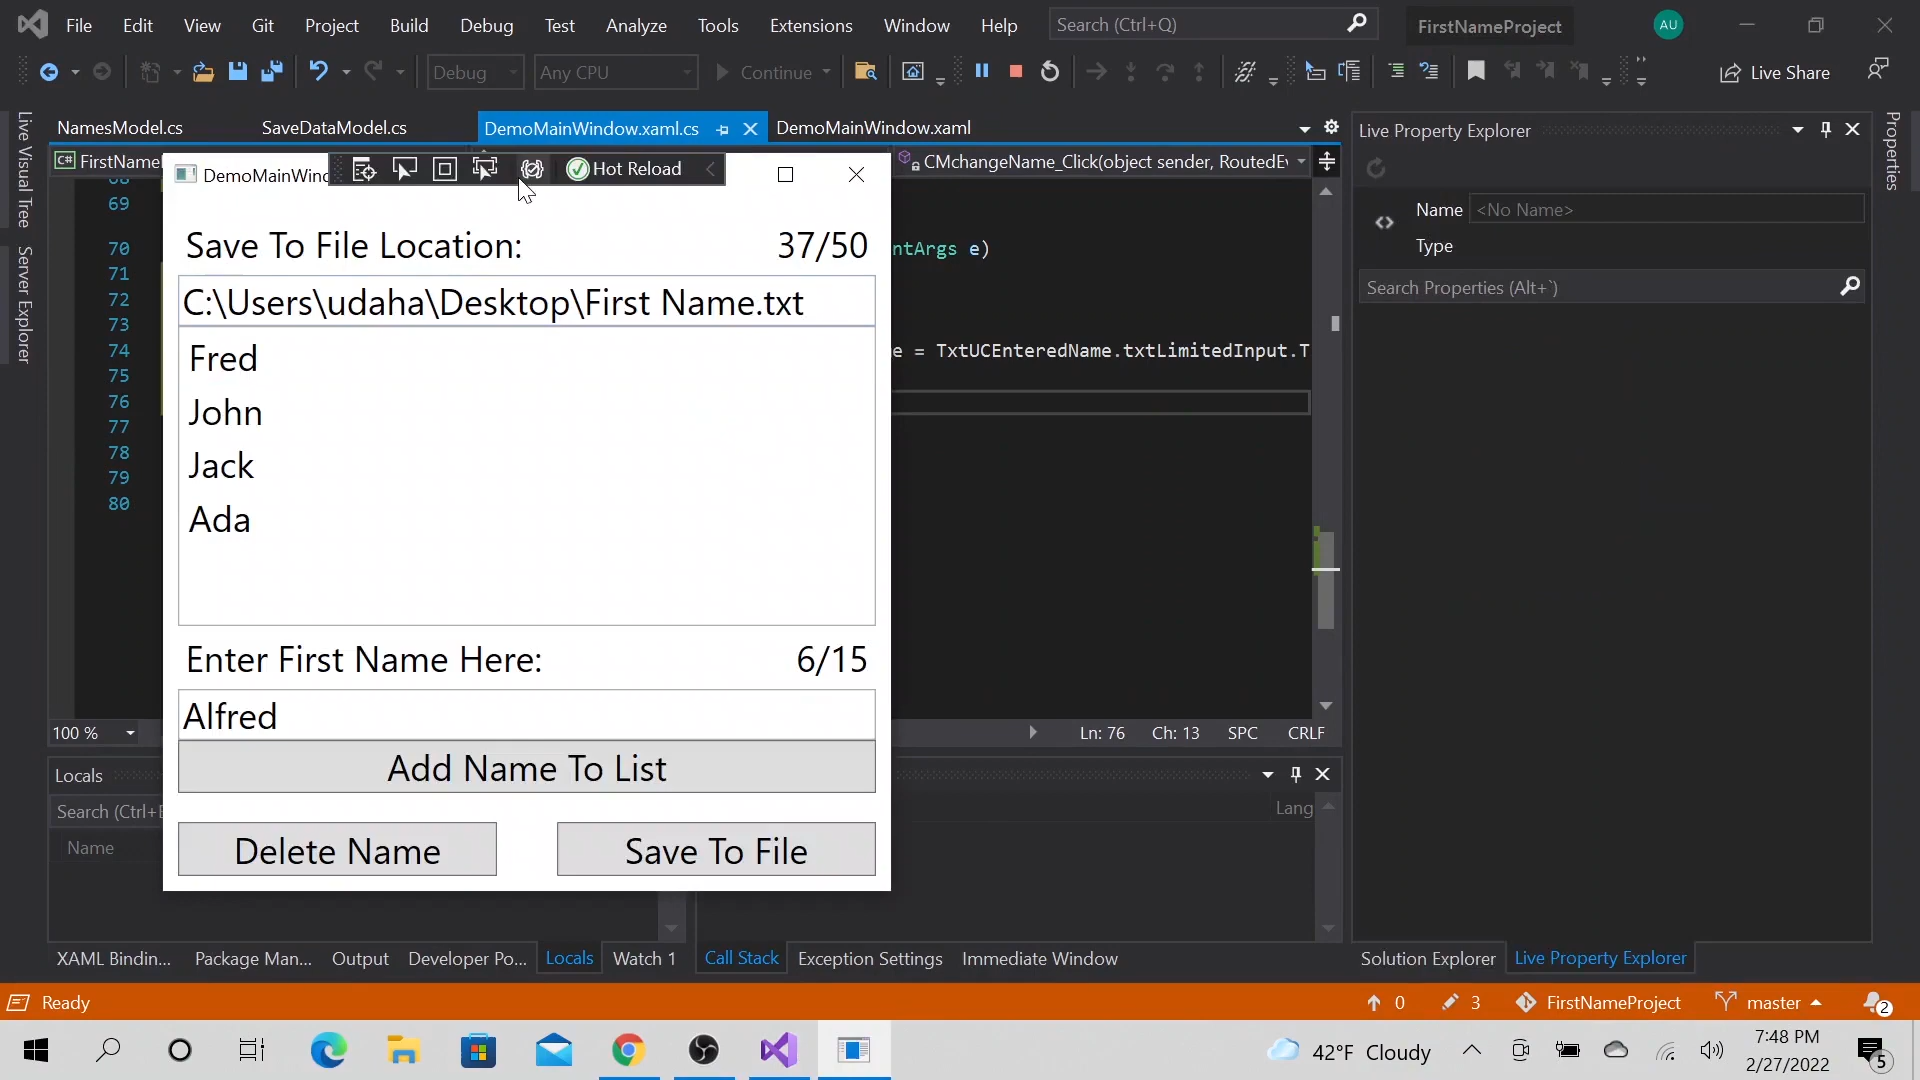 File Edit View Git Project Build Debug Test Analyze Tools Extensions Window Help Search (Ctrl+Q) FirstNameProject AU
Debug Any CPU Continue Live Share
NamesModel.cs SaveDataModel.cs DemoMainWindow.xaml.cs DemoMainWindow.xaml
C# FirstName CMchangeName_Click(object sender, RoutedEv
DemoMainWind Hot Reload
Live Visual Tree
Server Explorer
69
70 ntArgs e)
71
72
73
74 e = TxtUCEnteredName.txtLimitedInput.T
75
76
77
78
79
80
Save To File Location: 37/50
C:\Users\udaha\Desktop\First Name.txt
Fred
John
Jack
Ada
Enter First Name Here: 6/15
Alfred
Add Name To List
Delete Name Save To File
100 % Ln: 76 Ch: 13 SPC CRLF
Locals
Search (Ctrl+E
Name
Lang
Live Property Explorer
Name <No Name>
Type
Search Properties (Alt+`)
Properties
XAML Bindin... Package Man... Output Developer Po... Locals Watch 1
Call Stack Exception Settings Immediate Window
Solution Explorer Live Property Explorer
Ready 0 3 FirstNameProject master 2
42°F Cloudy 7:48 PM
2/27/2022 5